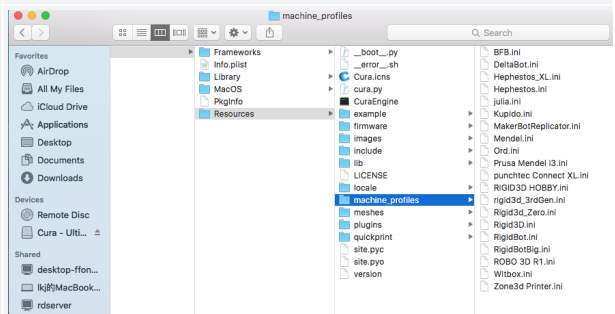 machine_profiles
Search
Favorites
AirDrop
All My Files
iCloud Drive
Applications
Desktop
Documents
Downloads
Devices
Remote Disc
Cura - Ulti...
Shared
desktop-ffon...
lkj的MacBook...
rdserver
Frameworks
Info.plist
Library
MacOS
PkgInfo
Resources
__boot__.py
__error__.sh
Cura.icns
cura.py
CuraEngine
example
firmware
images
include
lib
LICENSE
locale
machine_profiles
meshes
plugins
quickprint
site.pyc
site.pyo
version
BFB.ini
DeltaBot.ini
Hephestos_XL.ini
Hephestos.ini
julia.ini
Kupido.ini
MakerBotReplicator.ini
Mendel.ini
Ord.ini
Prusa Mendel i3.ini
punchtec Connect XL.ini
RIGID3D HOBBY.ini
rigid3d_3rdGen.ini
Rigid3d_Zero.ini
Rigid3D.ini
RigidBot.ini
RigidBotBig.ini
ROBO 3D R1.ini
Witbox.ini
Zone3d Printer.ini